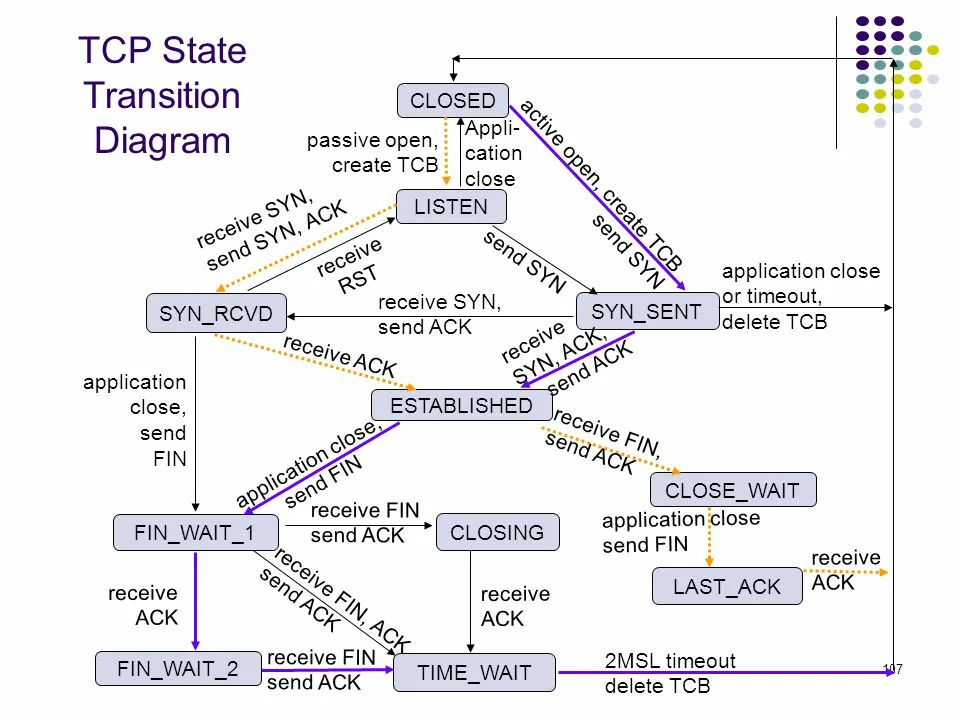 TCP State
Transition
Diagram
CLOSED
passive open,
create TCB
Appli-
cation
close
active open, create TCB
send SYN
LISTEN
receive SYN,
send SYN, ACK
receive
RST
send SYN
application close
or timeout,
delete TCB
SYN_RCVD
receive SYN,
send ACK
SYN_SENT
receive ACK
receive
SYN, ACK,
send ACK
application
close,
send
FIN
ESTABLISHED
application close,
send FIN
receive FIN,
send ACK
CLOSE_WAIT
FIN_WAIT_1
receive FIN
send ACK
CLOSING
application close
send FIN
receive
ACK
LAST_ACK
receive
ACK
receive FIN, ACK
send ACK
receive
ACK
FIN_WAIT_2
receive FIN
send ACK
TIME_WAIT
2MSL timeout
delete TCB
107